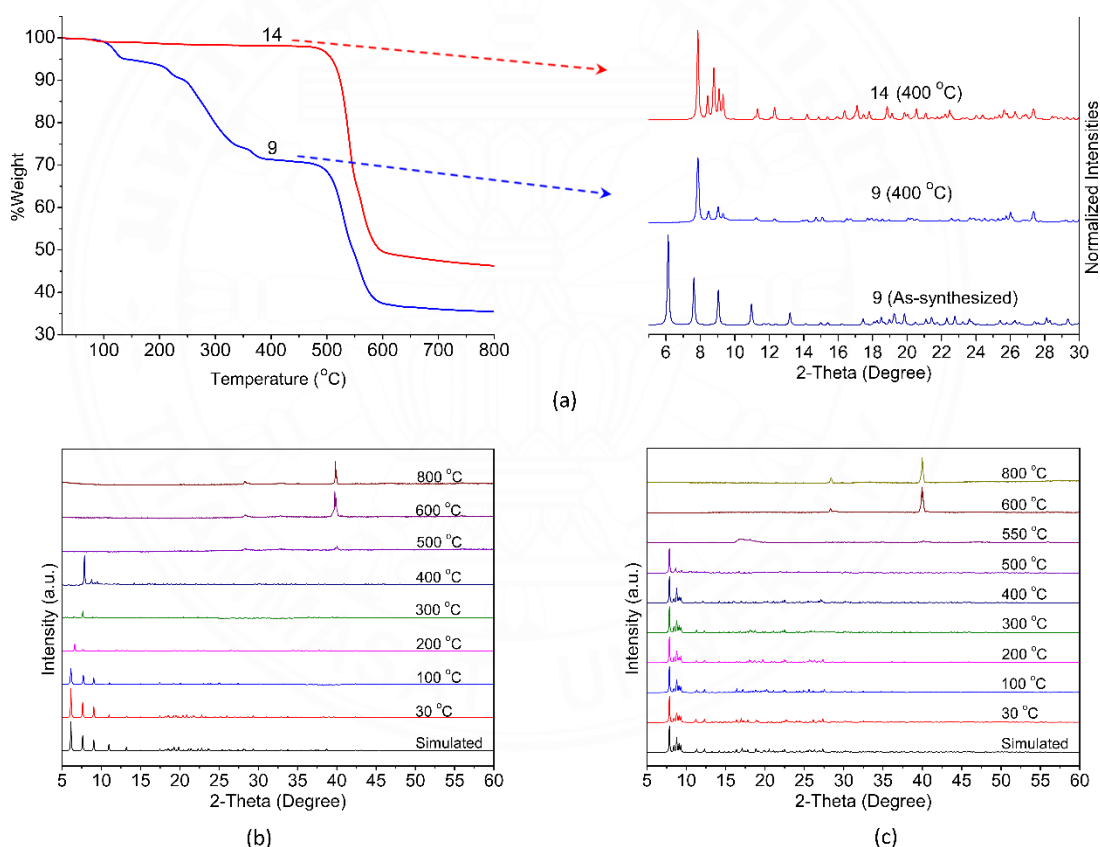 100
90
80
70
60
50
40
30
%Weight
14
9
100 200 300 400 500 600 700 800
Temperature (°C)
14 (400 °C)
9 (400 °C)
9 (As-synthesized)
Normalized Intensities
6 8 10 12 14 16 18 20 22 24 26 28 30
2-Theta (Degree)
(a)
800 °C
600 °C
500 °C
400 °C
300 °C
200 °C
100 °C
30 °C
Simulated
Intensity (a.u.)
5 10 15 20 25 30 35 40 45 50 55 60
2-Theta (Degree)
(b)
800 °C
600 °C
550 °C
500 °C
400 °C
300 °C
200 °C
100 °C
30 °C
Simulated
Intensity (a.u.)
5 10 15 20 25 30 35 40 45 50 55 60
2-Theta (Degree)
(c)